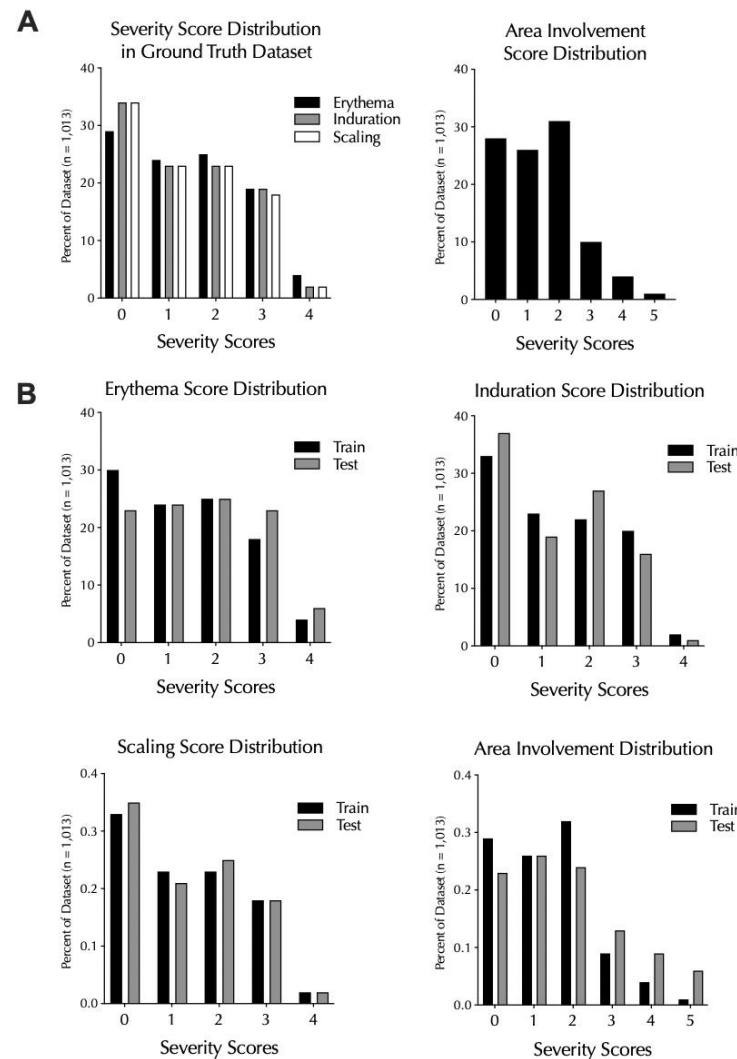 A
Severity Score Distribution
in Ground Truth Dataset
Percent of Dataset (n = 1,013)
40
30
20
10
0
Erythema
Induration
Scaling
0 1 2 3 4
Severity Scores
Area Involvement
Score Distribution
Percent of Dataset (n = 1,013)
40
30
20
10
0
0 1 2 3 4 5
Severity Scores
B
Erythema Score Distribution
Percent of Dataset (n = 1,013)
40
30
20
10
0
Train
Test
0 1 2 3 4
Severity Scores
Induration Score Distribution
Percent of Dataset (n = 1,013)
40
30
20
10
0
Train
Test
0 1 2 3 4
Severity Scores
Scaling Score Distribution
Percent of Dataset (n = 1,013)
0.4
0.3
0.2
0.1
0.0
Train
Test
0 1 2 3 4
Severity Scores
Area Involvement Distribution
Percent of Dataset (n = 1,013)
0.4
0.3
0.2
0.1
0.0
Train
Test
0 1 2 3 4 5
Severity Scores